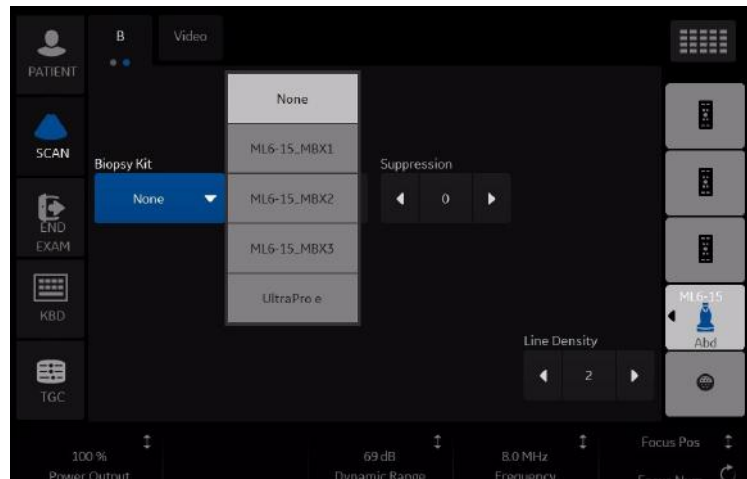 PATIENT
B
Video
SCAN
None
ML6-15_MBX1
ML6-15_MBX2
ML6-15_MBX3
UltraPro e
Biopsy Kit
None
Suppression
0
END
EXAM
KBD
ML6-15
Abd
Line Density
2
TGC
100 %
Power Output
69 dB
Dynamic Range
8.0 MHz
Frequency
Focus Pos